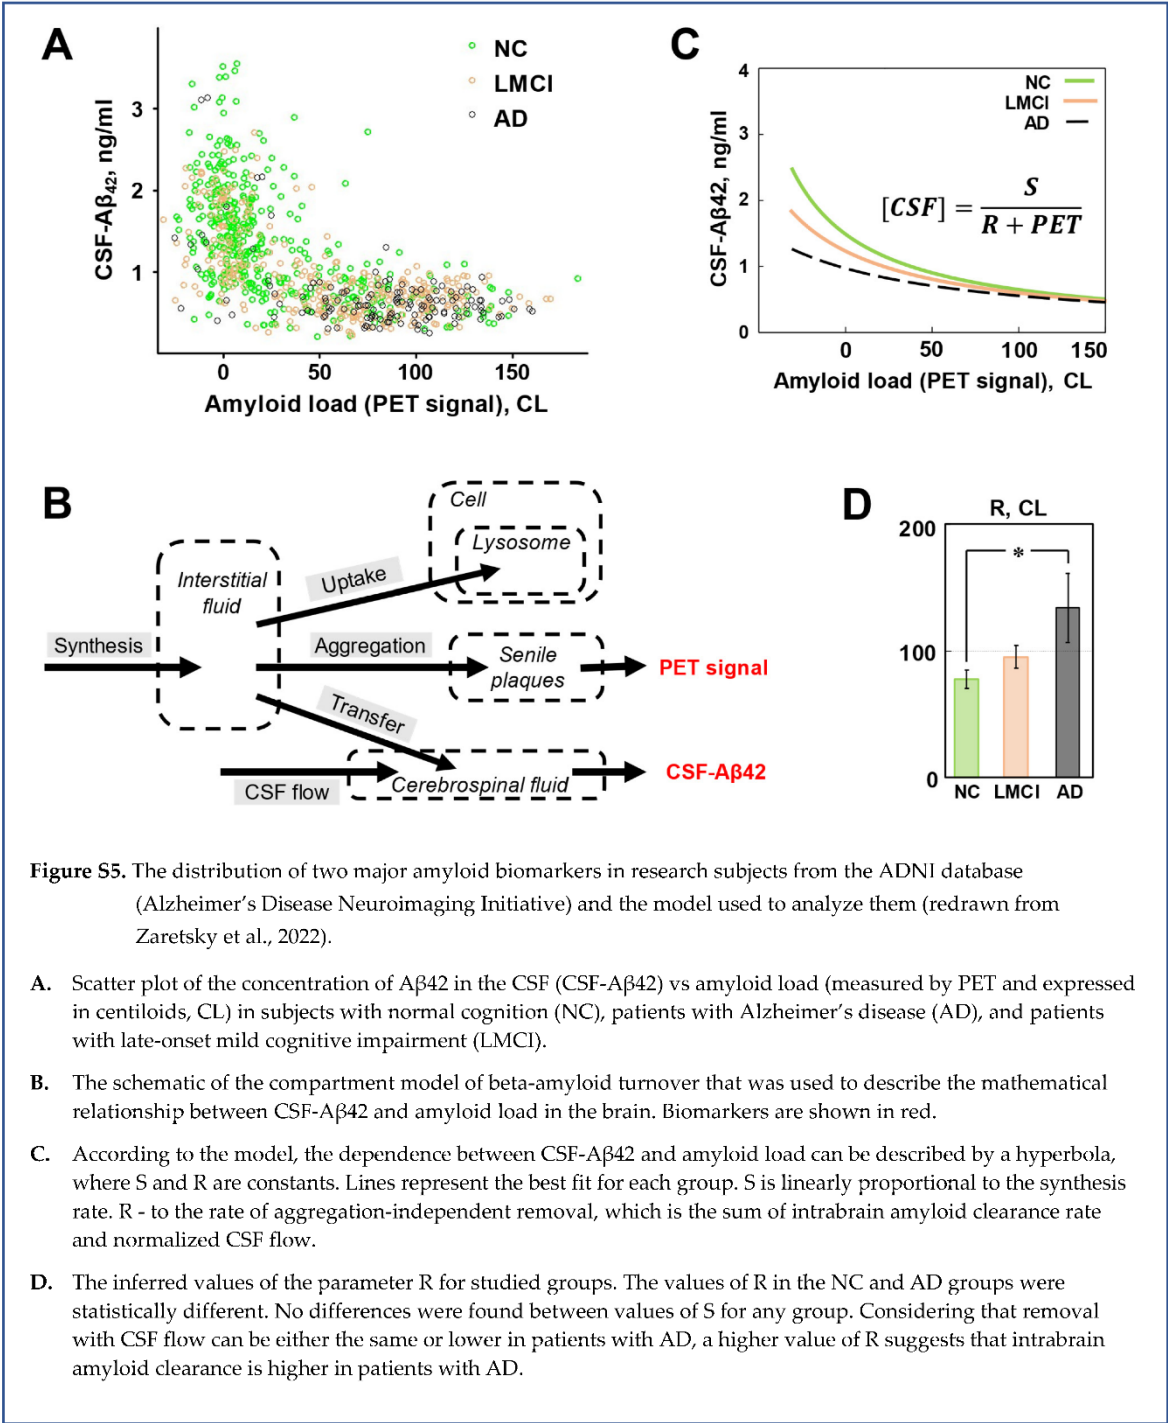 A
NC
LMCI
AD
CSF-Aβ42, ng/ml
3
2
1
0
50
100
150
Amyloid load (PET signal), CL
C
4
3
2
1
0
CSF-Aβ42, ng/ml
NC
LMCI
AD
[CSF] = S / (R + PET)
0
50
100
150
Amyloid load (PET signal), CL
B
Cell
Lysosome
Interstitial
fluid
Uptake
Synthesis
Aggregation
Senile
plaques
PET signal
Transfer
CSF flow
Cerebrospinal fluid
CSF-Aβ42
D
R, CL
200
*
100
0
NC LMCI AD
Figure S5. The distribution of two major amyloid biomarkers in research subjects from the ADNI database
(Alzheimer's Disease Neuroimaging Initiative) and the model used to analyze them (redrawn from
Zaretsky et al., 2022).
A. Scatter plot of the concentration of Aβ42 in the CSF (CSF-Aβ42) vs amyloid load (measured by PET and expressed
in centiloids, CL) in subjects with normal cognition (NC), patients with Alzheimer's disease (AD), and patients
with late-onset mild cognitive impairment (LMCI).
B. The schematic of the compartment model of beta-amyloid turnover that was used to describe the mathematical
relationship between CSF-Aβ42 and amyloid load in the brain. Biomarkers are shown in red.
C. According to the model, the dependence between CSF-Aβ42 and amyloid load can be described by a hyperbola,
where S and R are constants. Lines represent the best fit for each group. S is linearly proportional to the synthesis
rate. R - to the rate of aggregation-independent removal, which is the sum of intrabrain amyloid clearance rate
and normalized CSF flow.
D. The inferred values of the parameter R for studied groups. The values of R in the NC and AD groups were
statistically different. No differences were found between values of S for any group. Considering that removal
with CSF flow can be either the same or lower in patients with AD, a higher value of R suggests that intrabrain
amyloid clearance is higher in patients with AD.